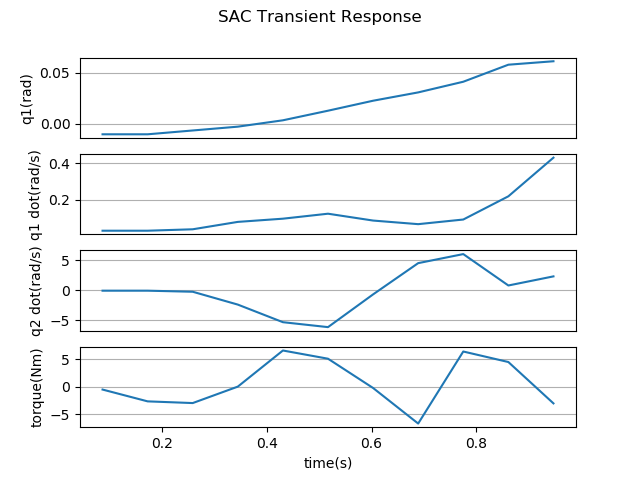 SAC Transient Response
q1(rad)
0.05
0.00
q1 dot(rad/s)
0.4
0.2
q2 dot(rad/s)
5
0
−5
torque(Nm)
5
0
−5
0.2 0.4 0.6 0.8
time(s)